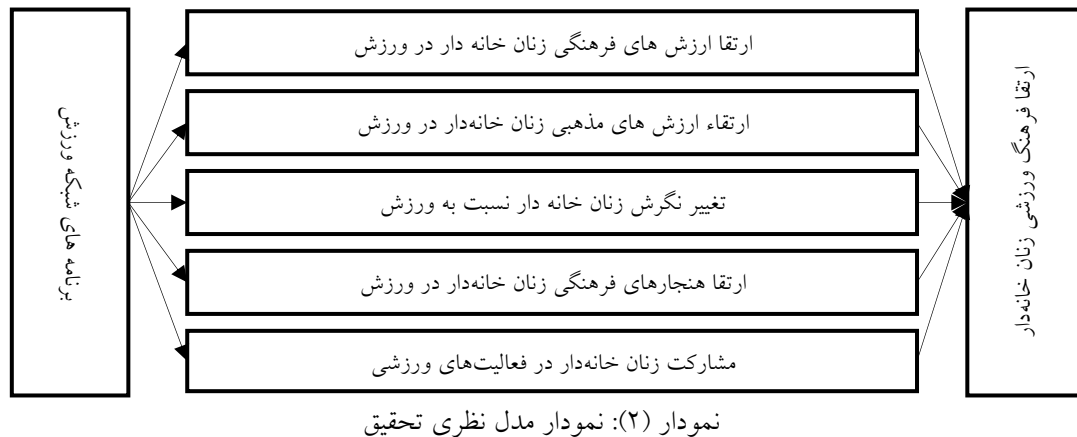 برنامه های شبکه ورزش
ارتقا ارزش های فرهنگی زنان خانه دار در ورزش
ارتقاء ارزش های مذهبی زنان خانه‌دار در ورزش
تغییر نگرش زنان خانه دار نسبت به ورزش
ارتقا هنجارهای فرهنگی زنان خانه‌دار در ورزش
مشارکت زنان خانه‌دار در فعالیت‌های ورزشی
ارتقا فرهنگ ورزشی زنان خانه‌دار
نمودار (۲): نمودار مدل نظری تحقیق